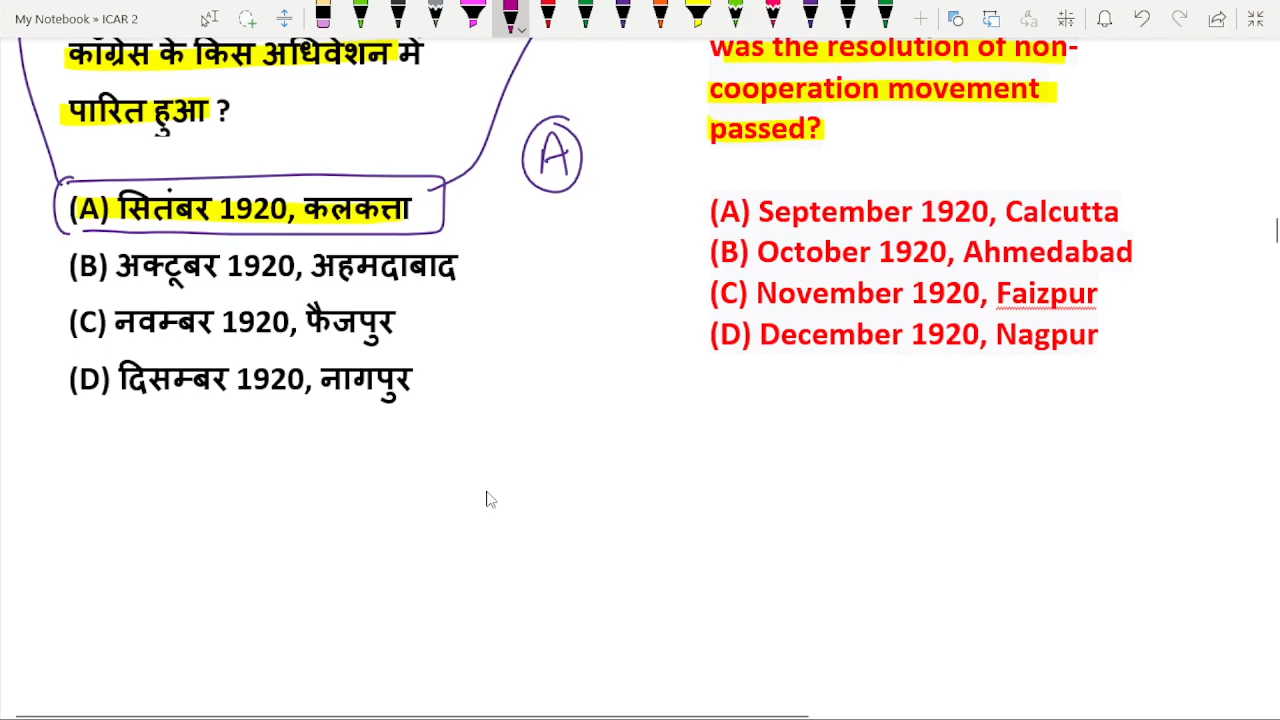 My Notebook » ICAR 2
काँग्रेस के किस अधिवेशन में
पारित हुआ ?
(A) सितंबर 1920, कलकत्ता
(B) अक्टूबर 1920, अहमदाबाद
(C) नवम्बर 1920, फैजपुर
(D) दिसम्बर 1920, नागपुर
A
was the resolution of non-
cooperation movement
passed?
(A) September 1920, Calcutta
(B) October 1920, Ahmedabad
(C) November 1920, Faizpur
(D) December 1920, Nagpur